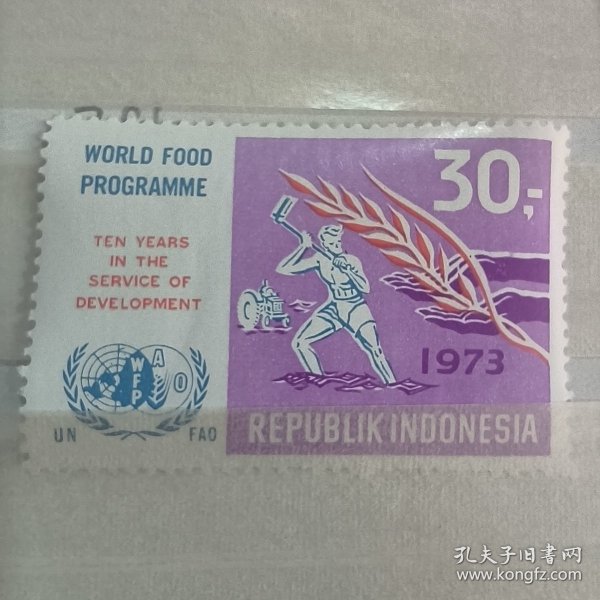 WORLD FOOD
PROGRAMME
TEN YEARS
IN THE
SERVICE OF
DEVELOPMENT
WFP
A
O
UN
FAO
30,-
1973
REPUBLIK INDONESIA
孔夫子旧书网
www.kongfz.com